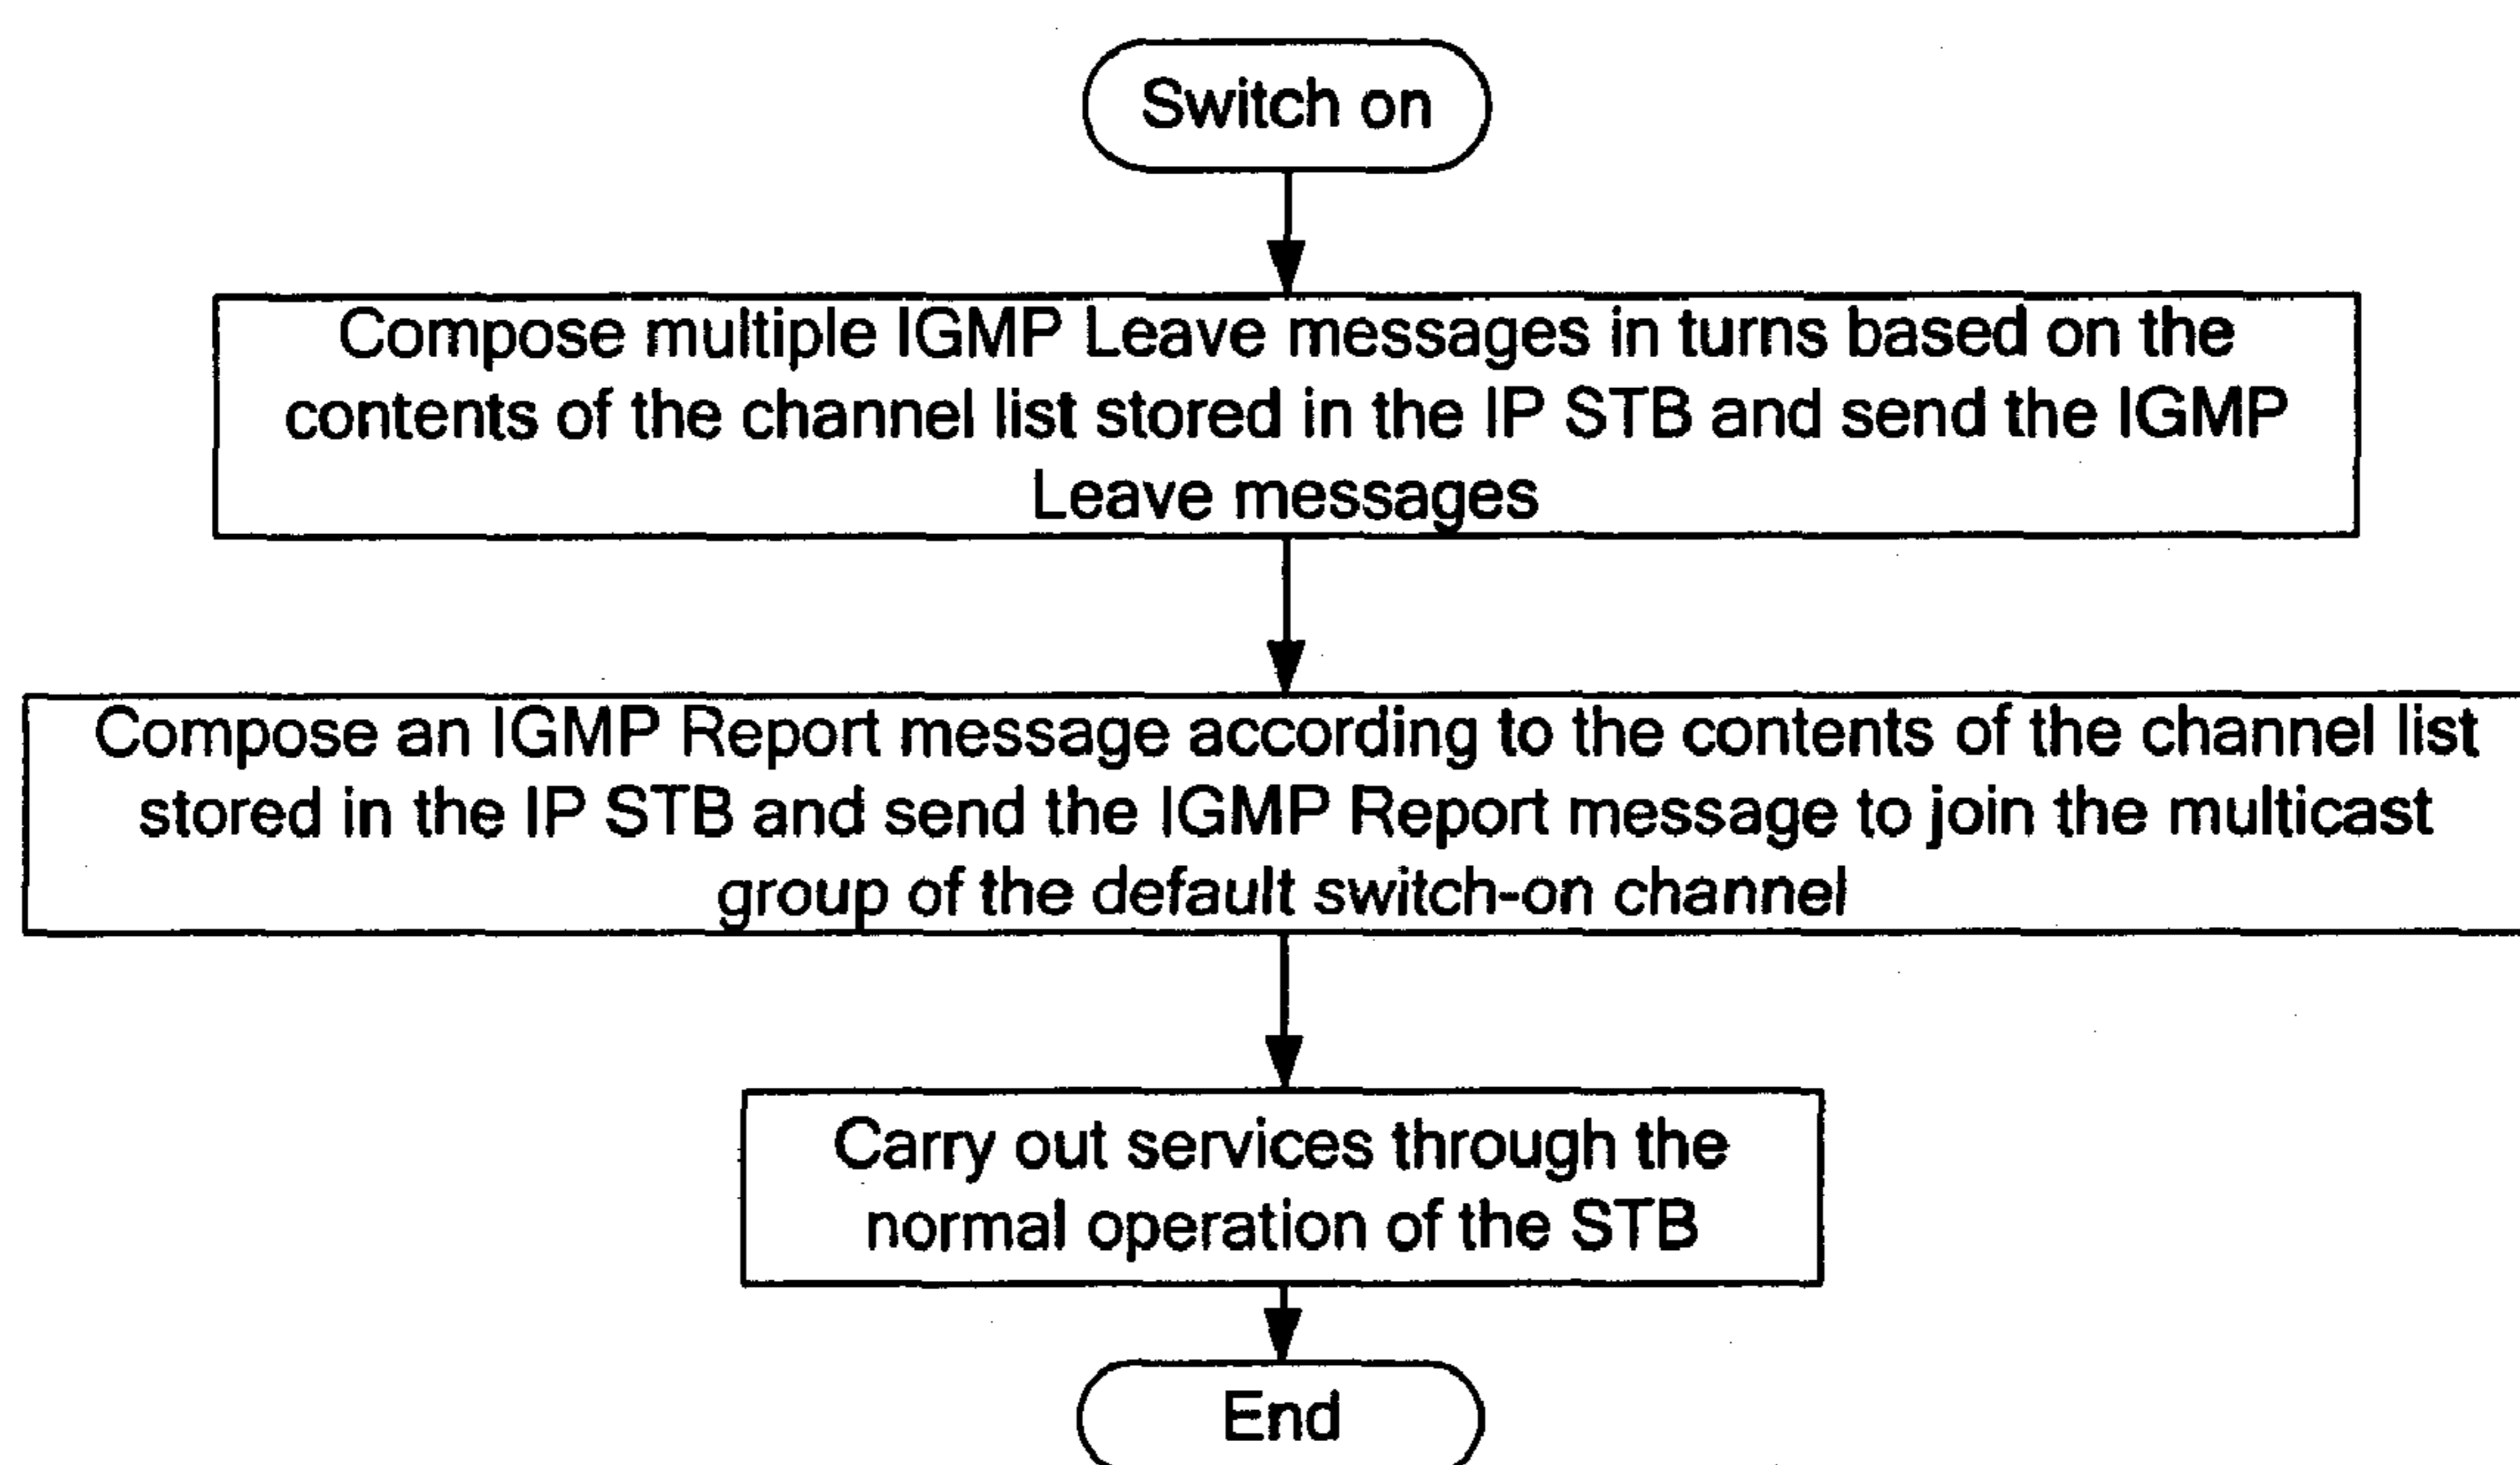 Switch on
Compose multiple IGMP Leave messages in turns based on the
contents of the channel list stored in the IP STB and send the IGMP
Leave messages
Compose an IGMP Report message according to the contents of the channel list
stored in the IP STB and send the IGMP Report message to join the multicast
group of the default switch-on channel
Carry out services through the
normal operation of the STB
End